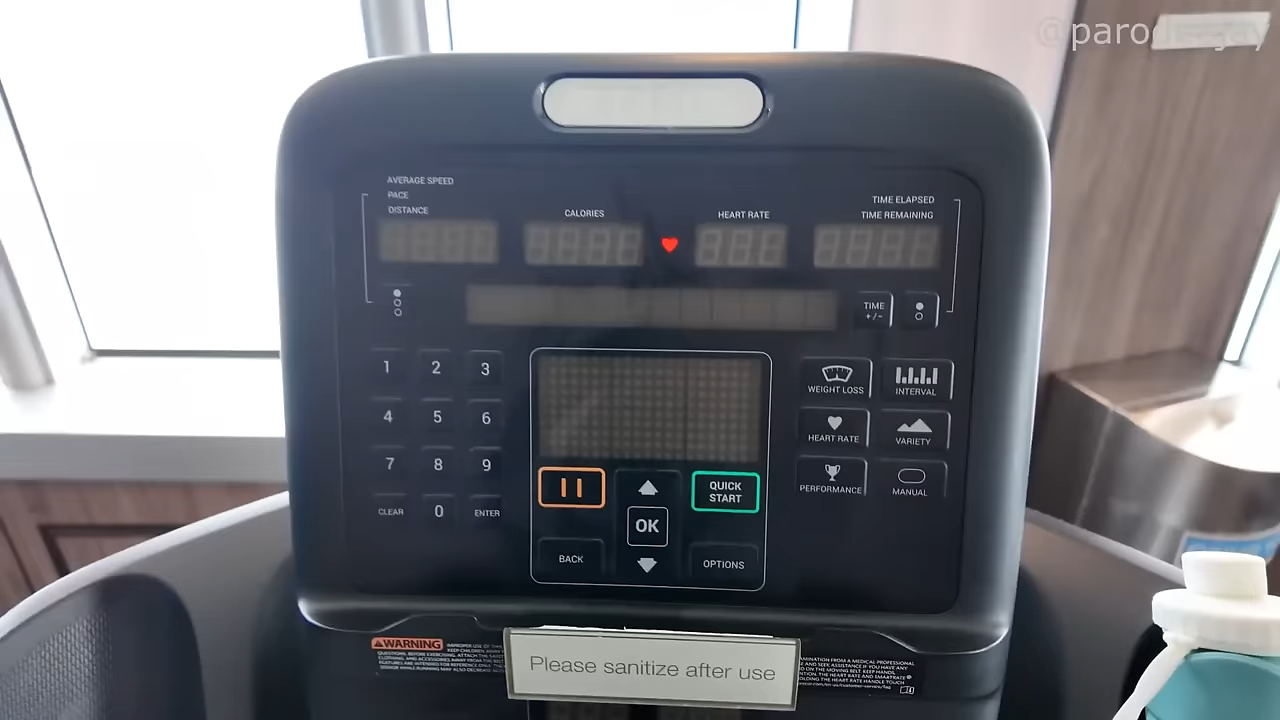 AVERAGE SPEED
PACE
DISTANCE
CALORIES
HEART RATE
TIME ELAPSED
TIME REMAINING
TIME
+/-
1 2 3
4 5 6
7 8 9
CLEAR 0 ENTER
QUICK
START
OK
BACK
OPTIONS
WEIGHT LOSS
INTERVAL
HEART RATE
VARIETY
PERFORMANCE
MANUAL
WARNING
Please sanitize after use